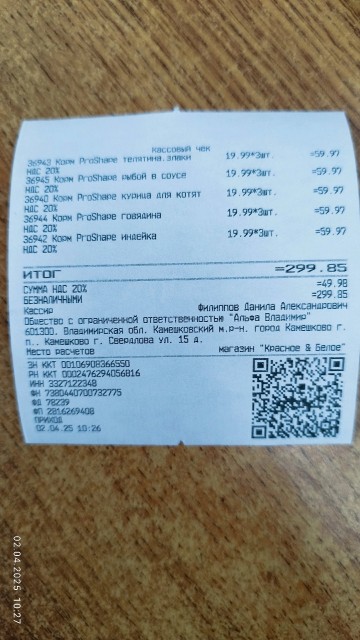 Кассовый чек
36943 Корм ProShape телятина.злаки 19.99*3шт. =59.97
НДС 20%
36945 Корм ProShape рыбой в соусе 19.99*3шт. =59.97
НДС 20%
36940 Корм ProShape курица для котят 19.99*3шт. =59.97
НДС 20%
36944 Корм ProShape говядина 19.99*3шт. =59.97
НДС 20%
36942 Корм ProShape индейка 19.99*3шт. =59.97
НДС 20%
ИТОГ =299.85
СУММА НДС 20% =49.98
БЕЗНАЛИЧНЫМИ =299.85
Кассир Филиппов Данила Александрович
Общество с ограниченной ответственностью "Альфа Владимир"
601300, Владимирская обл. Камешковский м.р-н, город Камешково г.
п., Камешково г. Свердлова ул. 15 д.
Место расчетов магазин "Красное & Белое"
ЗН ККТ 00106908366550
РН ККТ 0002476294056816
ИНН 3327122348
ФН 7380440700732775
ФД 78239
ФП 2816269408
ПРИХОД
02.04.25 10:26
02.04.2025 10:27